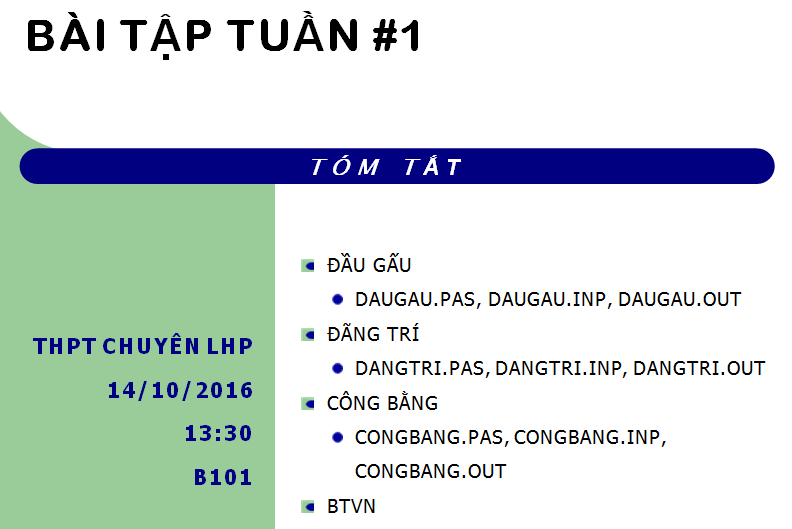 BÀI TẬP TUẦN #1
TÓM TẮT
THPT CHUYÊN LHP
14/10/2016
13:30
B101
ĐẦU GẤU
DAUGAU.PAS, DAUGAU.INP, DAUGAU.OUT
ĐÃNG TRÍ
DANGTRI.PAS, DANGTRI.INP, DANGTRI.OUT
CÔNG BẰNG
CONGBANG.PAS, CONGBANG.INP,
CONGBANG.OUT
BTVN